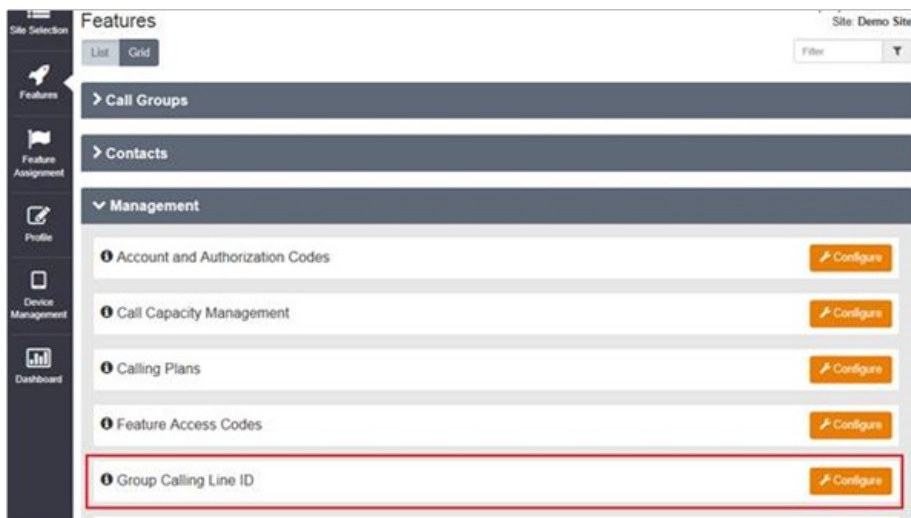 Site Selection
Features
Site: Demo Site
List
Grid
Filter
Features
Call Groups
Feature Assignment
Contacts
Management
Profile
Account and Authorization Codes
Configure
Device Management
Call Capacity Management
Configure
Calling Plans
Configure
Dashboard
Feature Access Codes
Configure
Group Calling Line ID
Configure